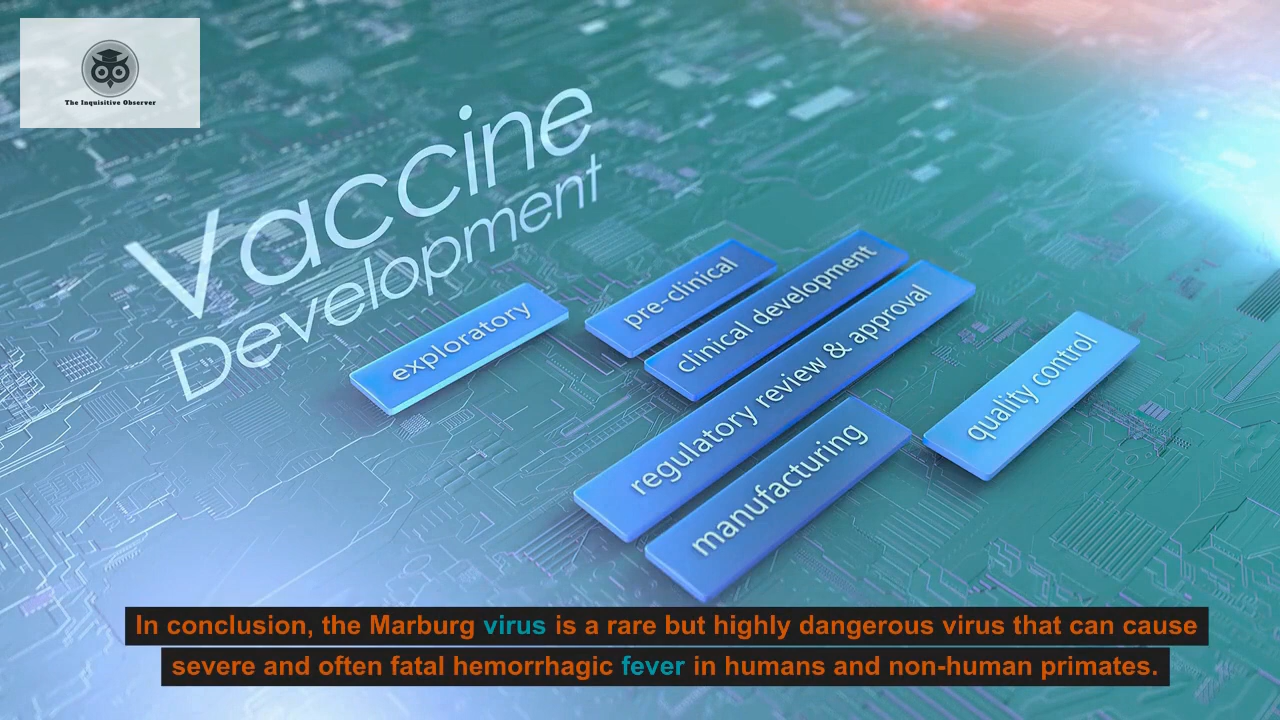 The Inquisitive Observer
Vaccine
Development
exploratory
pre-clinical
clinical development
regulatory review & approval
manufacturing
quality control
In conclusion, the Marburg virus is a rare but highly dangerous virus that can cause
severe and often fatal hemorrhagic fever in humans and non-human primates.